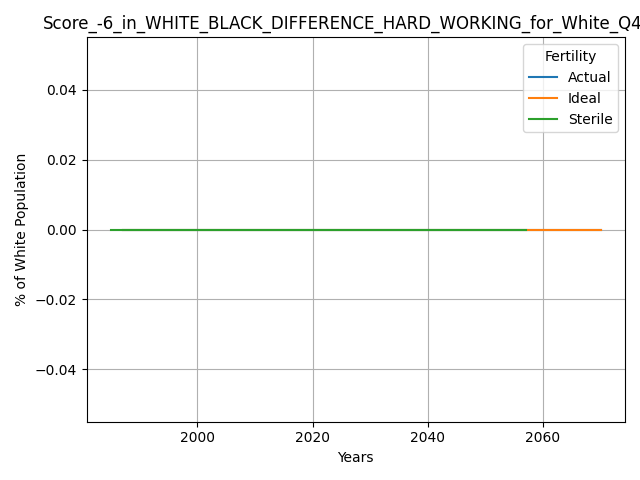 Score_-6_in_WHITE_BLACK_DIFFERENCE_HARD_WORKING_for_White_Q4
Fertility
Actual
Ideal
Sterile
0.04
0.02
0.00
−0.02
−0.04
% of White Population
2000 2020 2040 2060
Years